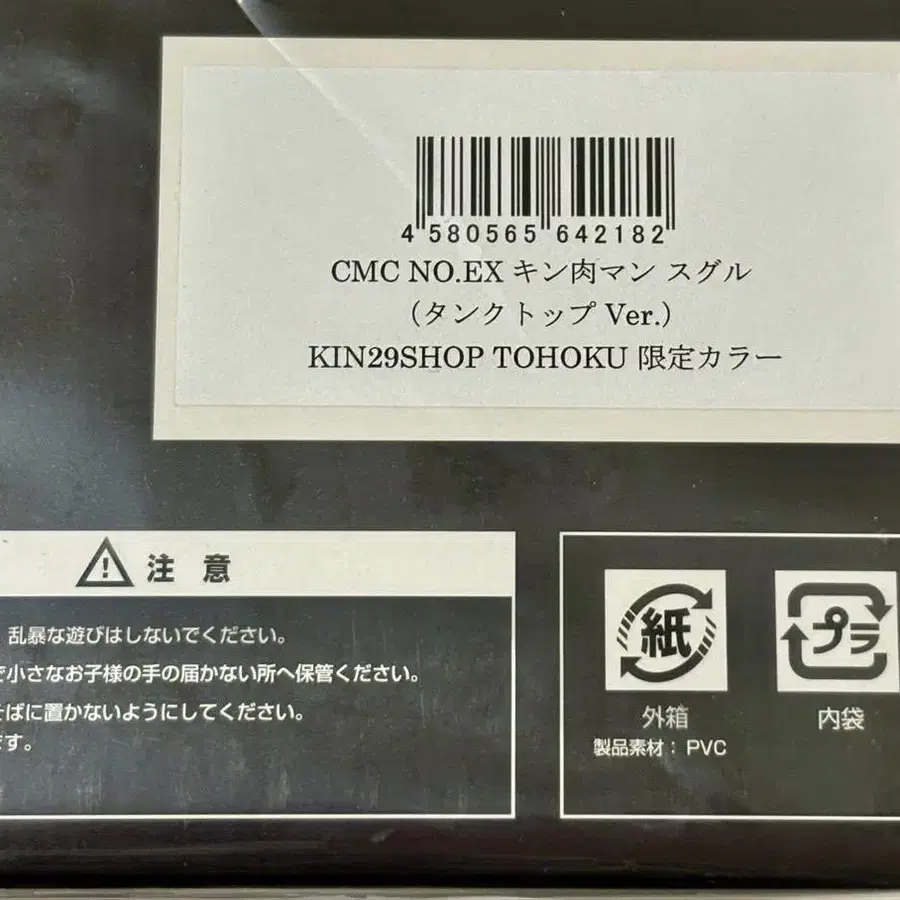 4 580565 642182
CMC NO.EX キン肉マン スグル
（タンクトップ Ver.）
KIN29SHOP TOHOKU 限定カラー
注 意
乱暴な遊びはしないでください。
で小さなお子様の手の届かない所へ保管ください。
そばに置かないようにしてください。
です。
紙
外箱
製品素材： PVC
プラ
内袋